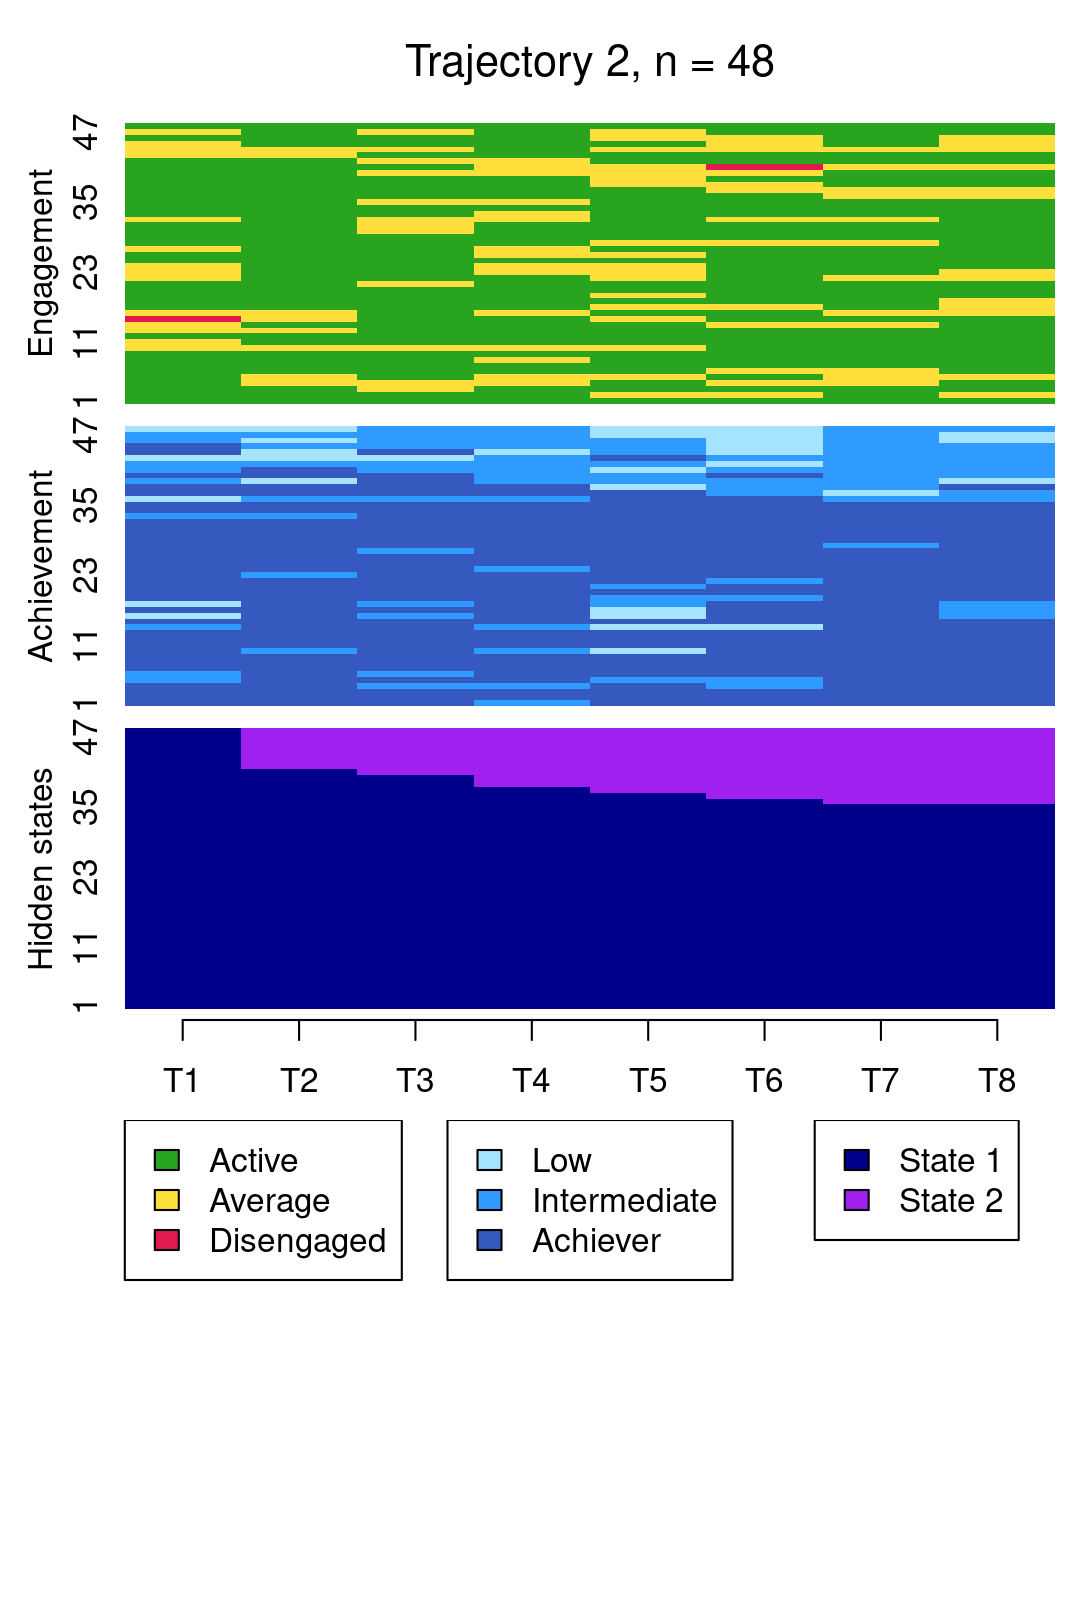 Trajectory 2, n = 48
Engagement
47
35
23
11
1
Achievement
47
35
23
11
1
Hidden states
47
35
23
11
1
T1 T2 T3 T4 T5 T6 T7 T8
Active
Average
Disengaged
Low
Intermediate
Achiever
State 1
State 2